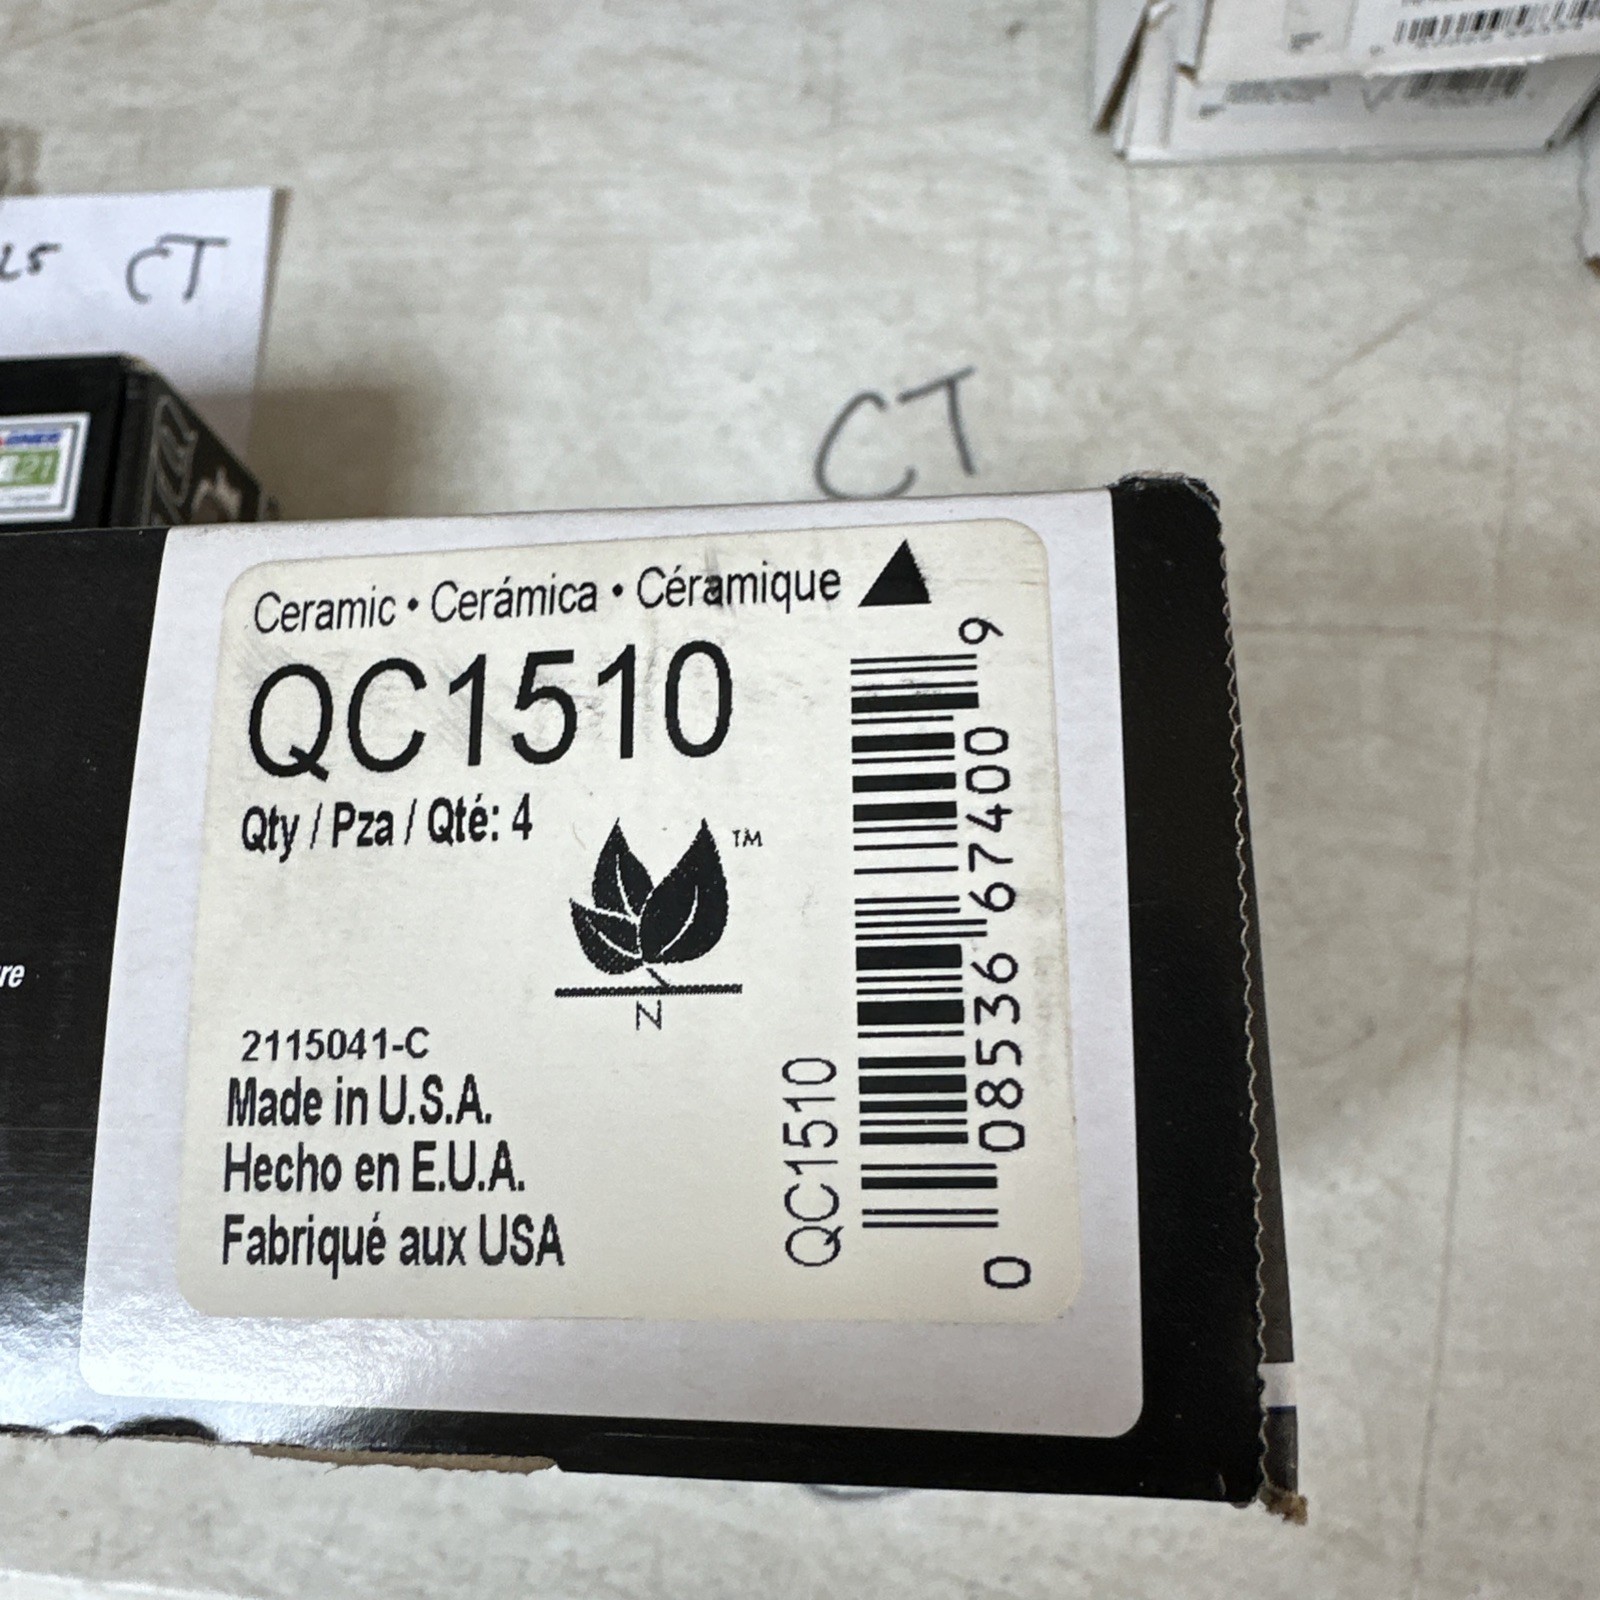 CT
CT
21
Ceramic • Cerámica • Céramique
QC1510
Qty / Pza / Qté: 4
TM
N
2115041-C
Made in U.S.A.
Hecho en E.U.A.
Fabriqué aux USA
QC1510
0 08536 67400 9